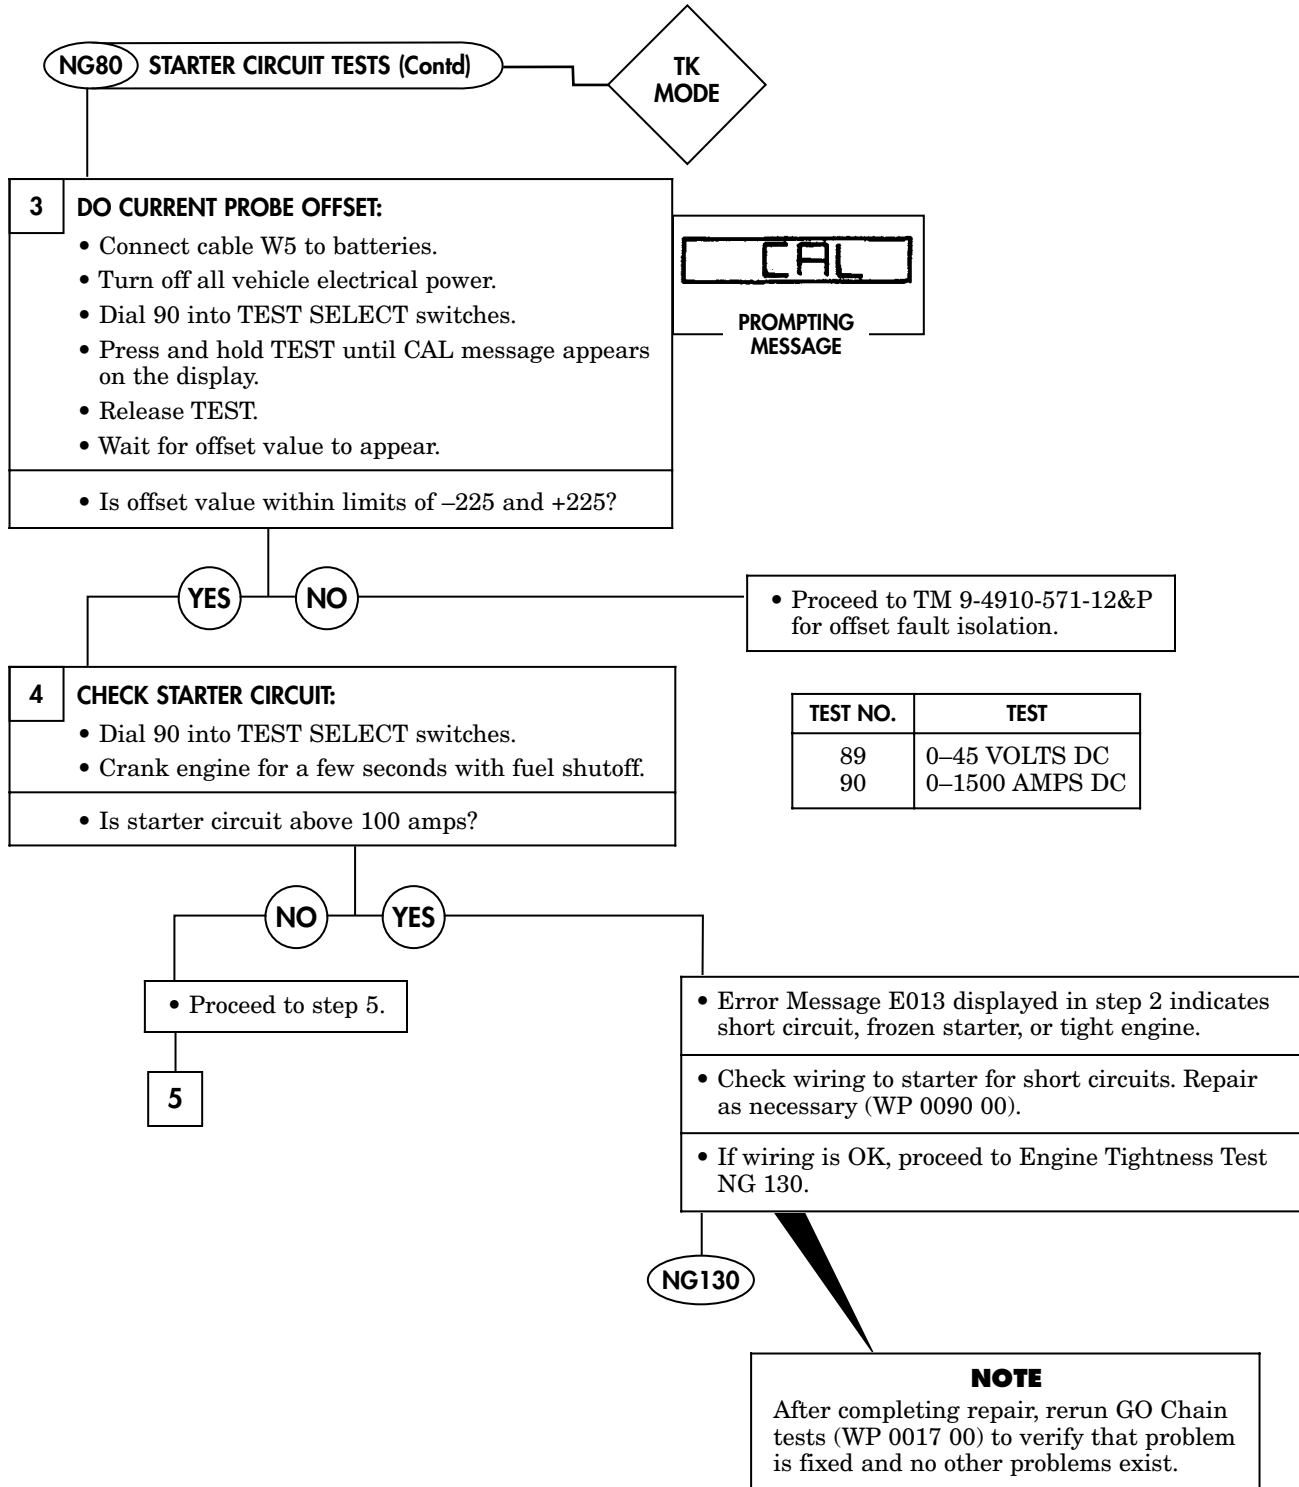 NG80 STARTER CIRCUIT TESTS (Contd)
TK
MODE
3 DO CURRENT PROBE OFFSET:
• Connect cable W5 to batteries.
• Turn off all vehicle electrical power.
• Dial 90 into TEST SELECT switches.
• Press and hold TEST until CAL message appears
on the display.
• Release TEST.
• Wait for offset value to appear.
• Is offset value within limits of –225 and +225?
CAL
PROMPTING
MESSAGE
YES NO
• Proceed to TM 9-4910-571-12&P
for offset fault isolation.
4 CHECK STARTER CIRCUIT:
• Dial 90 into TEST SELECT switches.
• Crank engine for a few seconds with fuel shutoff.
• Is starter circuit above 100 amps?
TEST NO. TEST
89 0–45 VOLTS DC
90 0–1500 AMPS DC
NO YES
• Proceed to step 5.
5
• Error Message E013 displayed in step 2 indicates
short circuit, frozen starter, or tight engine.
• Check wiring to starter for short circuits. Repair
as necessary (WP 0090 00).
• If wiring is OK, proceed to Engine Tightness Test
NG 130.
NG130
NOTE
After completing repair, rerun GO Chain
tests (WP 0017 00) to verify that problem
is fixed and no other problems exist.